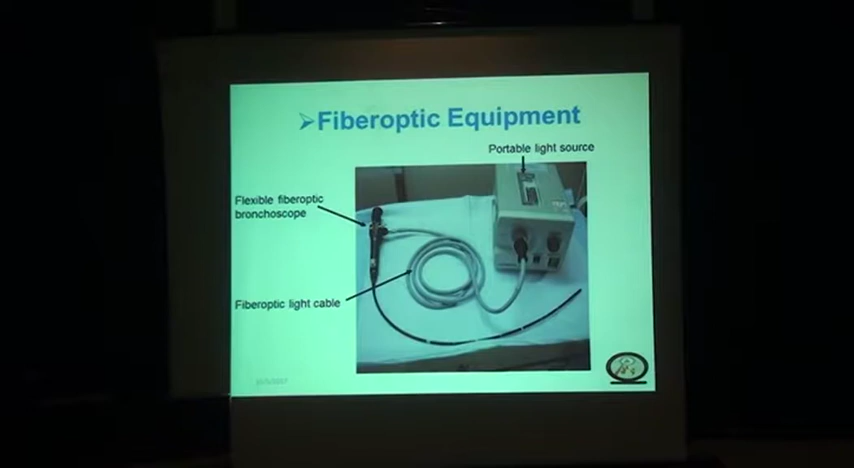 ➢Fiberoptic Equipment
Portable light source
Flexible fiberoptic
bronchoscope
Fiberoptic light cable